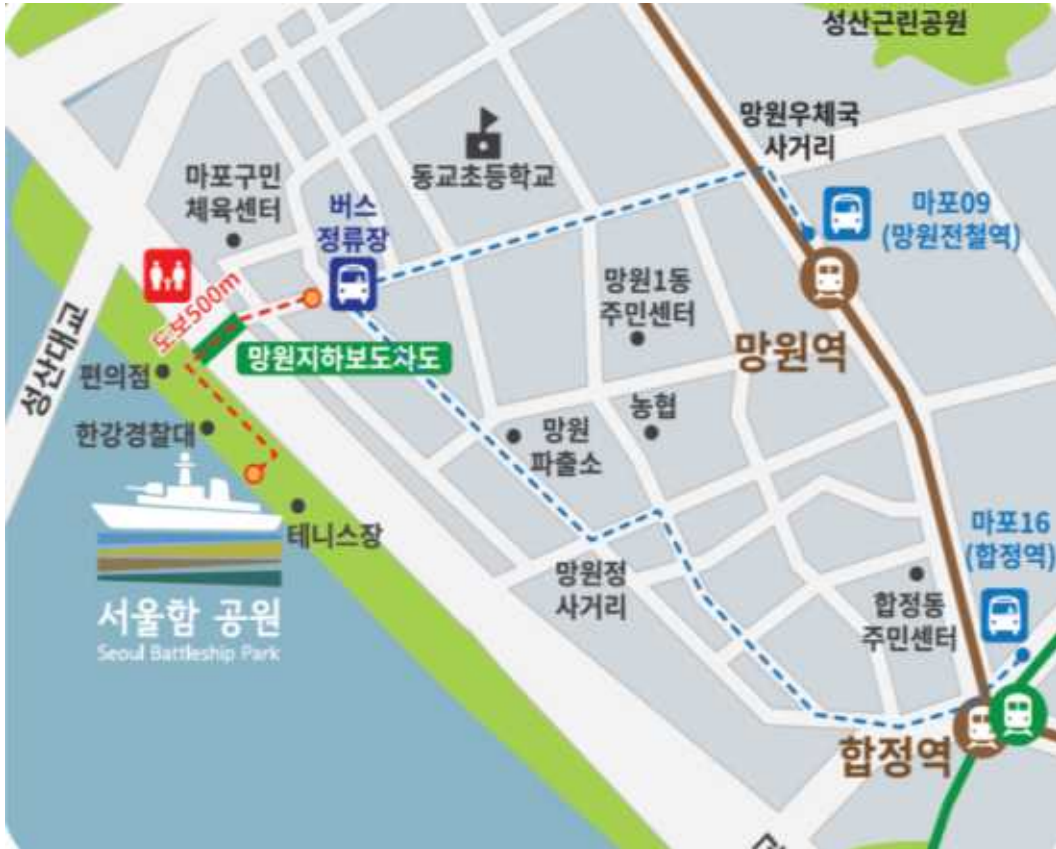 성산근린공원
망원우체국
사거리
동교초등학교
마포구민
체육센터
버스
정류장
마포09
(망원전철역)
망원1동
주민센터
망원역
도보500m
망원지하보도차도
성산대교
편의점
농협
한강경찰대
망원
파출소
마포16
(합정역)
테니스장
망원정
사거리
합정동
주민센터
서울함 공원
Seoul Battleship Park
합정역